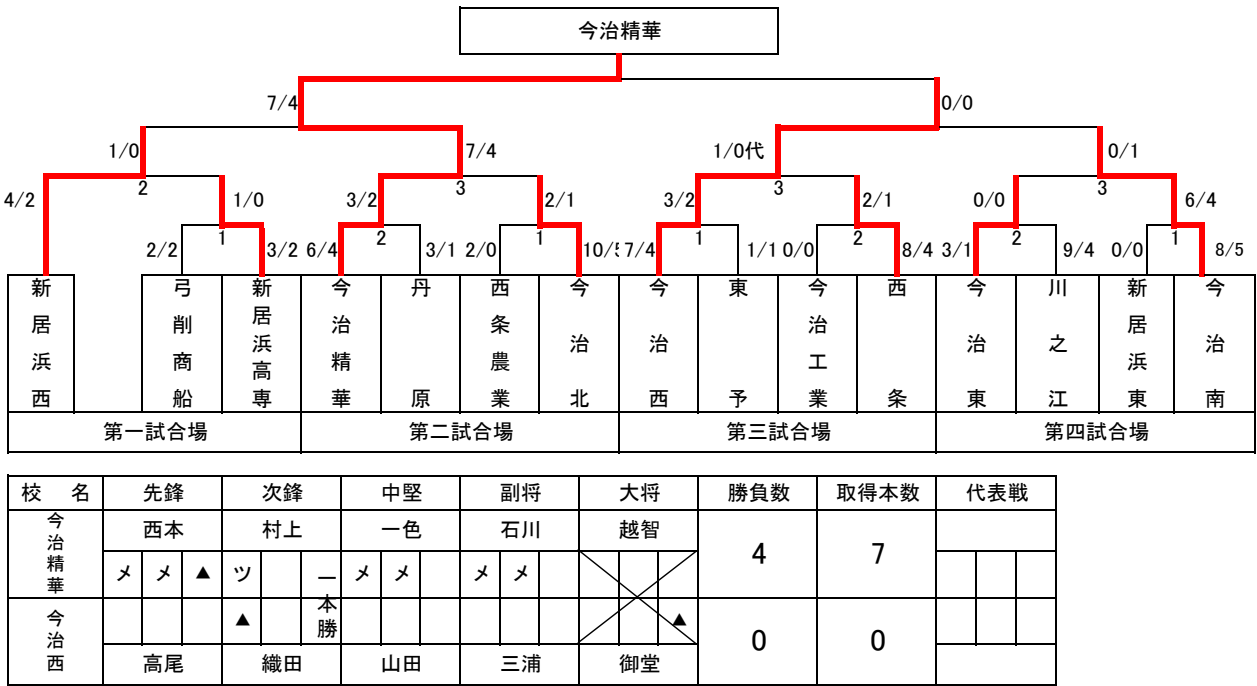 今治精華
7/4 0/0
1/0 7/4 1/0代 0/1
2 3 3 3
4/2 1/0 3/2 2/1 3/2 2/1 0/0 6/4
1 2 1 1 2 2 1
2/2 3/2 6/4 3/1 2/0 7/4 1/1 0/0 8/4 3/1 9/4 0/0 8/5
新居浜西 弓削商船 新居浜高専 今治精華 丹原 西条農業 今治北 今治西 東予 今治工業 西条 今治東 川之江 新居浜東 今治南
第一試合場 第二試合場 第三試合場 第四試合場
校名 先鋒 次鋒 中堅 副将 大将 勝負数 取得本数 代表戦
今治精華 西本 村上 一色 石川 越智 4 7
メ メ ▲ ツ 一本勝 メ メ メ メ
今治西 ▲ ▲ 0 0
高尾 織田 山田 三浦 御堂